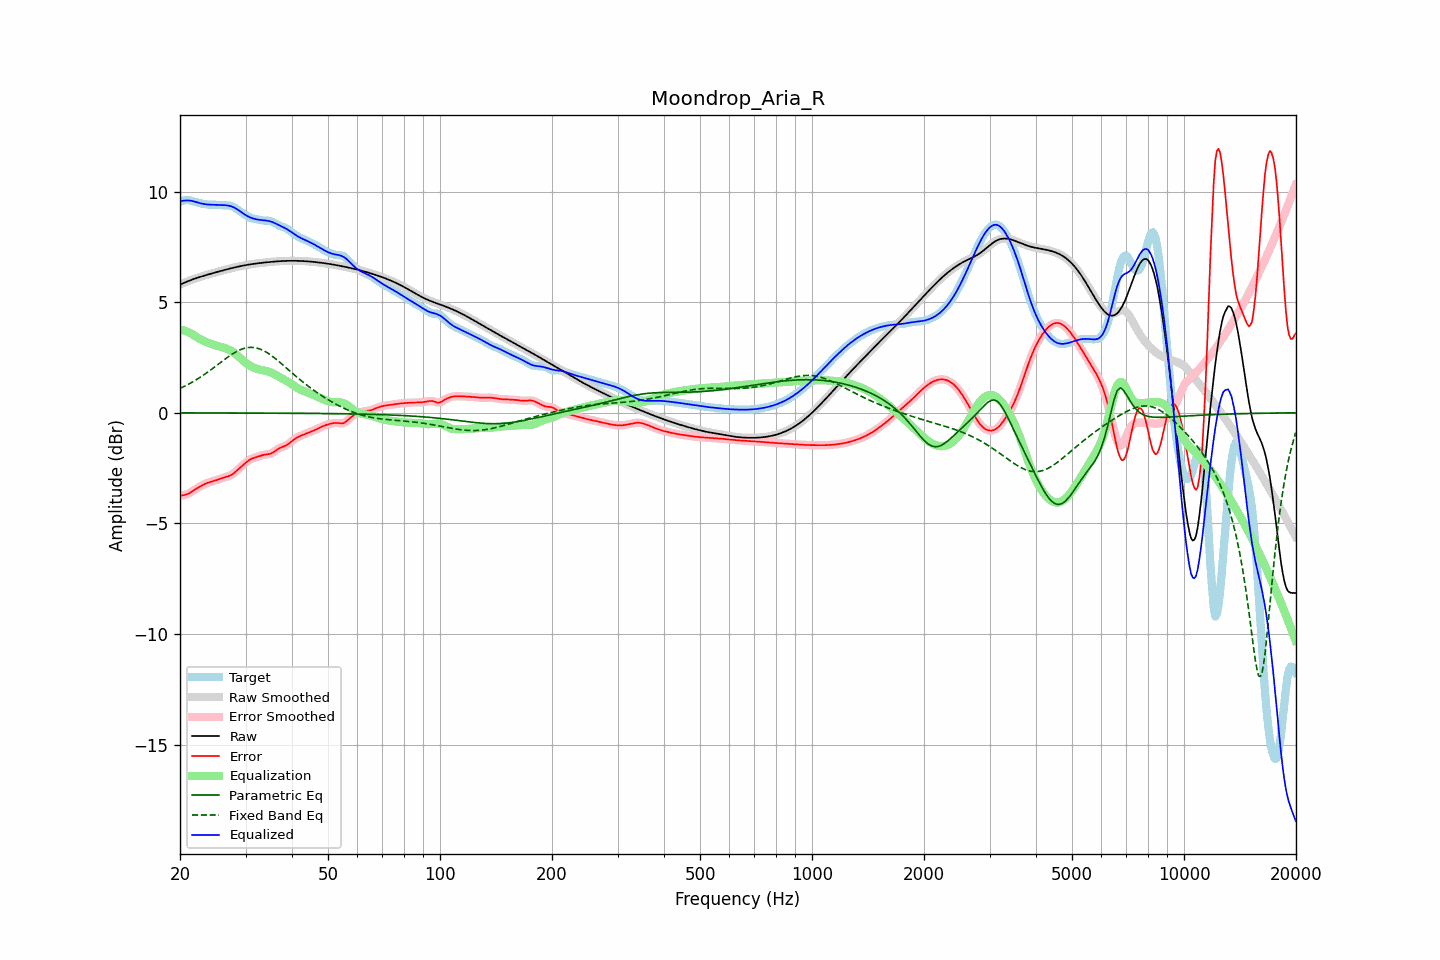 Moondrop_Aria_R
Amplitude (dBr)
10
5
0
−5
−10
−15
Target
Raw Smoothed
Error Smoothed
Raw
Error
Equalization
Parametric Eq
Fixed Band Eq
Equalized
20 50 100 200 500 1000 2000 5000 10000 20000
Frequency (Hz)